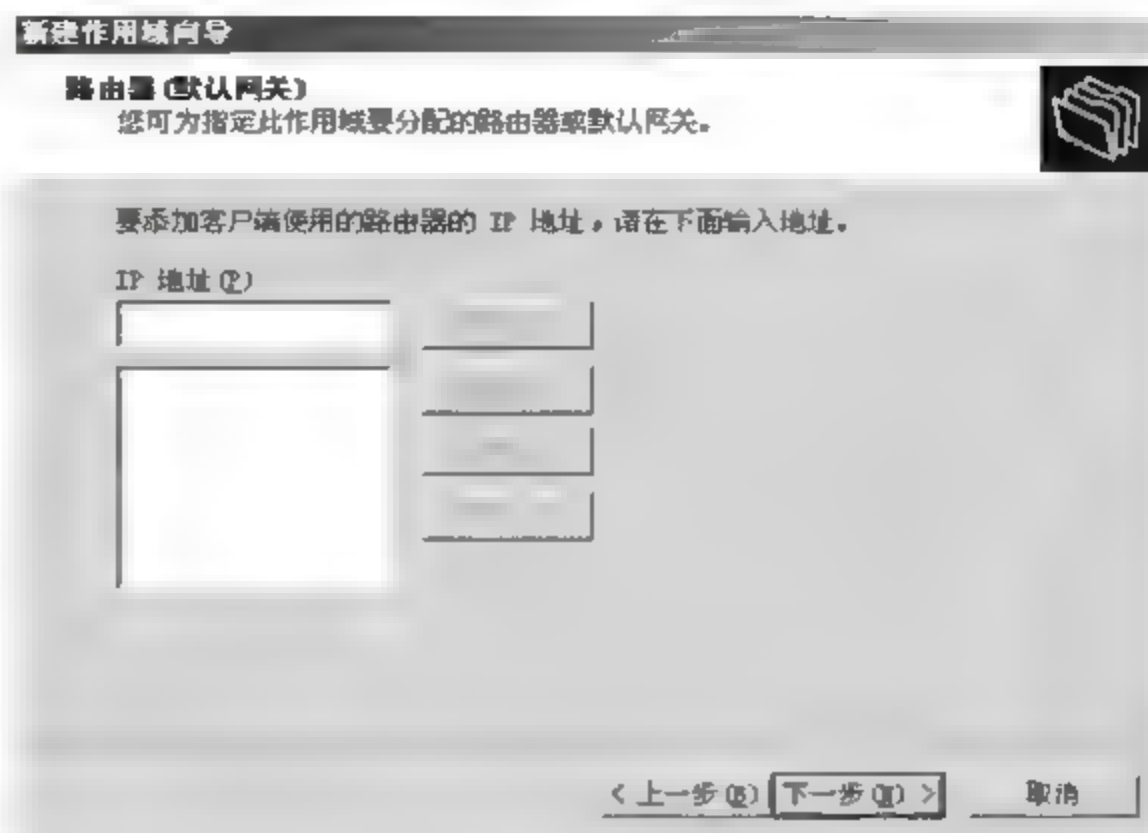 新建作用域向导
路由器(默认网关)
您可为指定此作用域要分配的路由器或默认网关。
要添加客户端使用的路由器的 IP 地址，请在下面输入地址。
IP 地址(P)
< 上一步(B) 下一步(N) > 取消